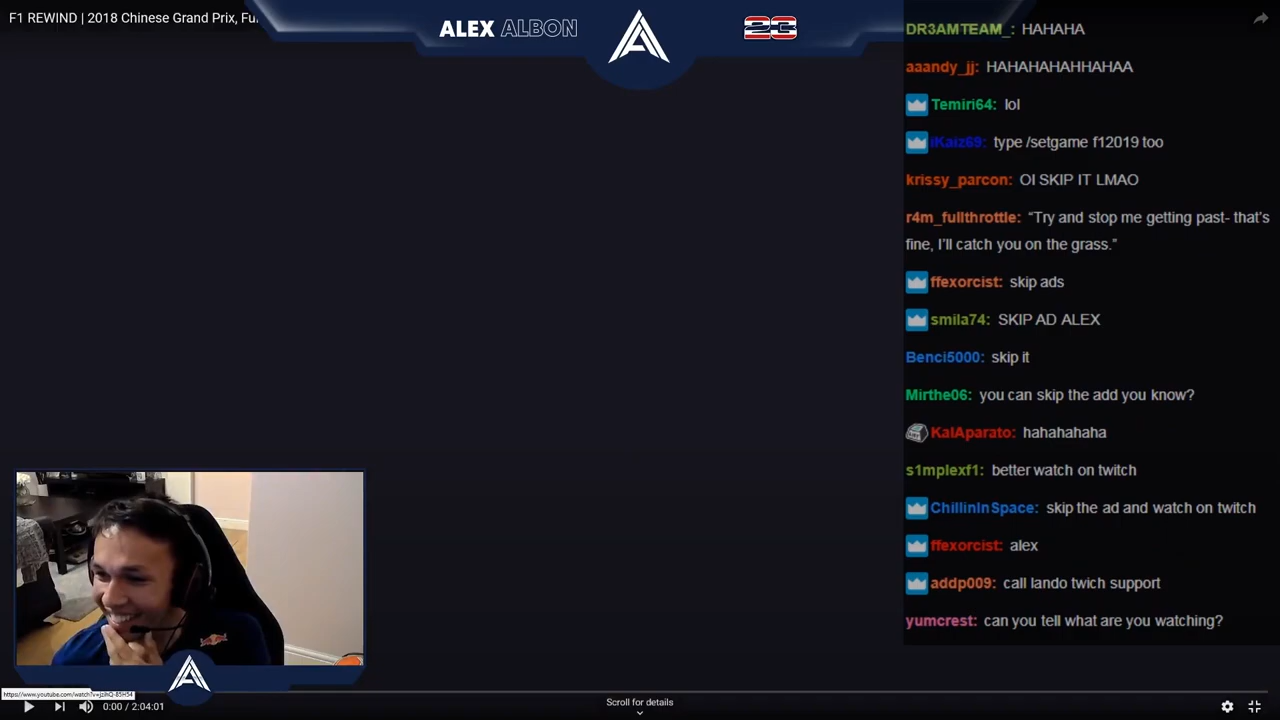 F1 REWIND | 2018 Chinese Grand Prix, Fu
ALEX ALBON
23
DR3AMTEAM_: HAHAHA
aaandy_jj: HAHAHAHAHHAHAA
Temiri64: lol
iKaiz69: type /setgame f12019 too
krissy_parcon: OI SKIP IT LMAO
r4m_fullthrottle: “Try and stop me getting past- that’s
fine, I’ll catch you on the grass.”
ffexorcist: skip ads
smila74: SKIP AD ALEX
Benci5000: skip it
Mirthe06: you can skip the add you know?
KalAparato: hahahahaha
s1mplexf1: better watch on twitch
ChillinInSpace: skip the ad and watch on twitch
ffexorcist: alex
addp009: call lando twich support
yumcrest: can you tell what are you watching?
Scroll for details
0:00 / 2:04:01